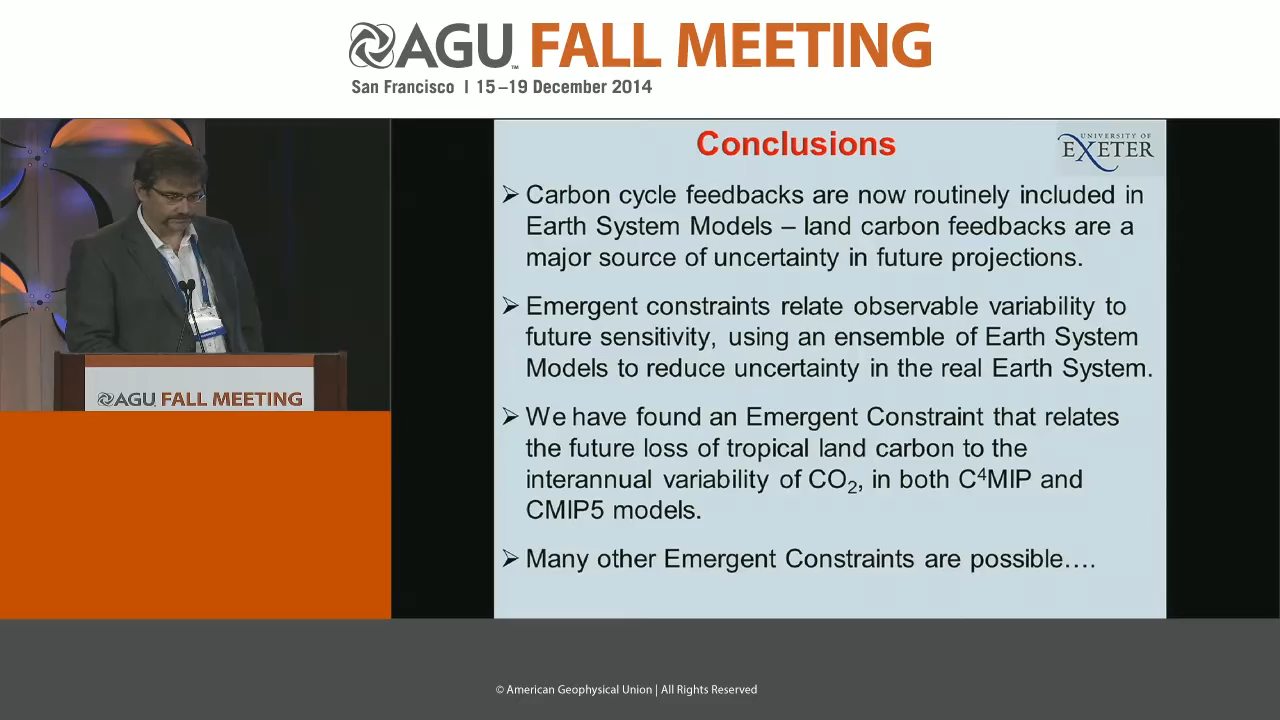 AGU™ FALL MEETING
San Francisco | 15–19 December 2014
Conclusions
UNIVERSITY OF
EXETER
➢ Carbon cycle feedbacks are now routinely included in
Earth System Models – land carbon feedbacks are a
major source of uncertainty in future projections.
➢ Emergent constraints relate observable variability to
future sensitivity, using an ensemble of Earth System
Models to reduce uncertainty in the real Earth System.
➢ We have found an Emergent Constraint that relates
the future loss of tropical land carbon to the
interannual variability of CO₂, in both C⁴MIP and
CMIP5 models.
➢ Many other Emergent Constraints are possible….
AGU FALL MEETING
© American Geophysical Union | All Rights Reserved